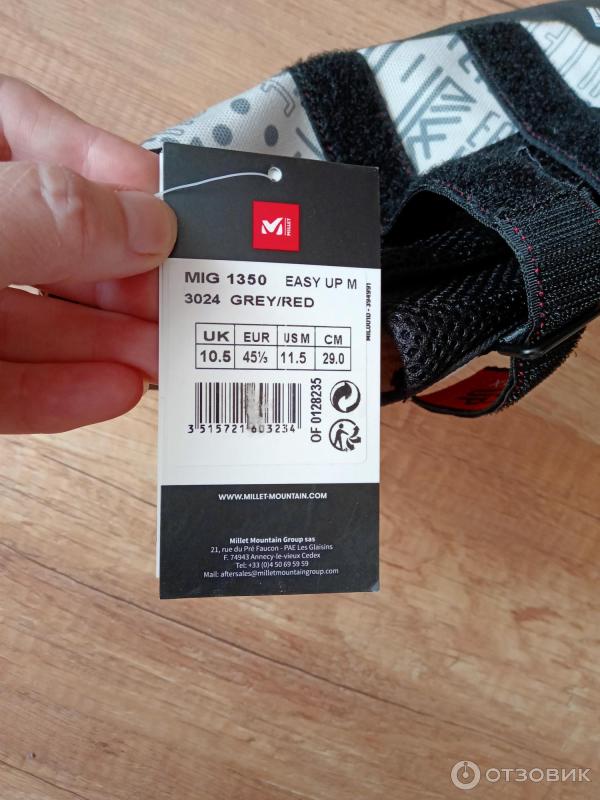 MILLET
MIG 1350 EASY UP M
3024 GREY/RED
UK EUR US M CM
10.5 45⅓ 11.5 29.0
3 515721 603234
OF 0128235
MILUU1U - 394991
WWW.MILLET-MOUNTAIN.COM
Millet Mountain Group sas
21, rue du Pré Faucon - PAE Les Glaisins
F. 74943 Annecy-le-vieux Cedex
Tel: +33 (0)4 50 69 59 59
Mail: aftersales@milletmountaingroup.com
ОТЗОВИК